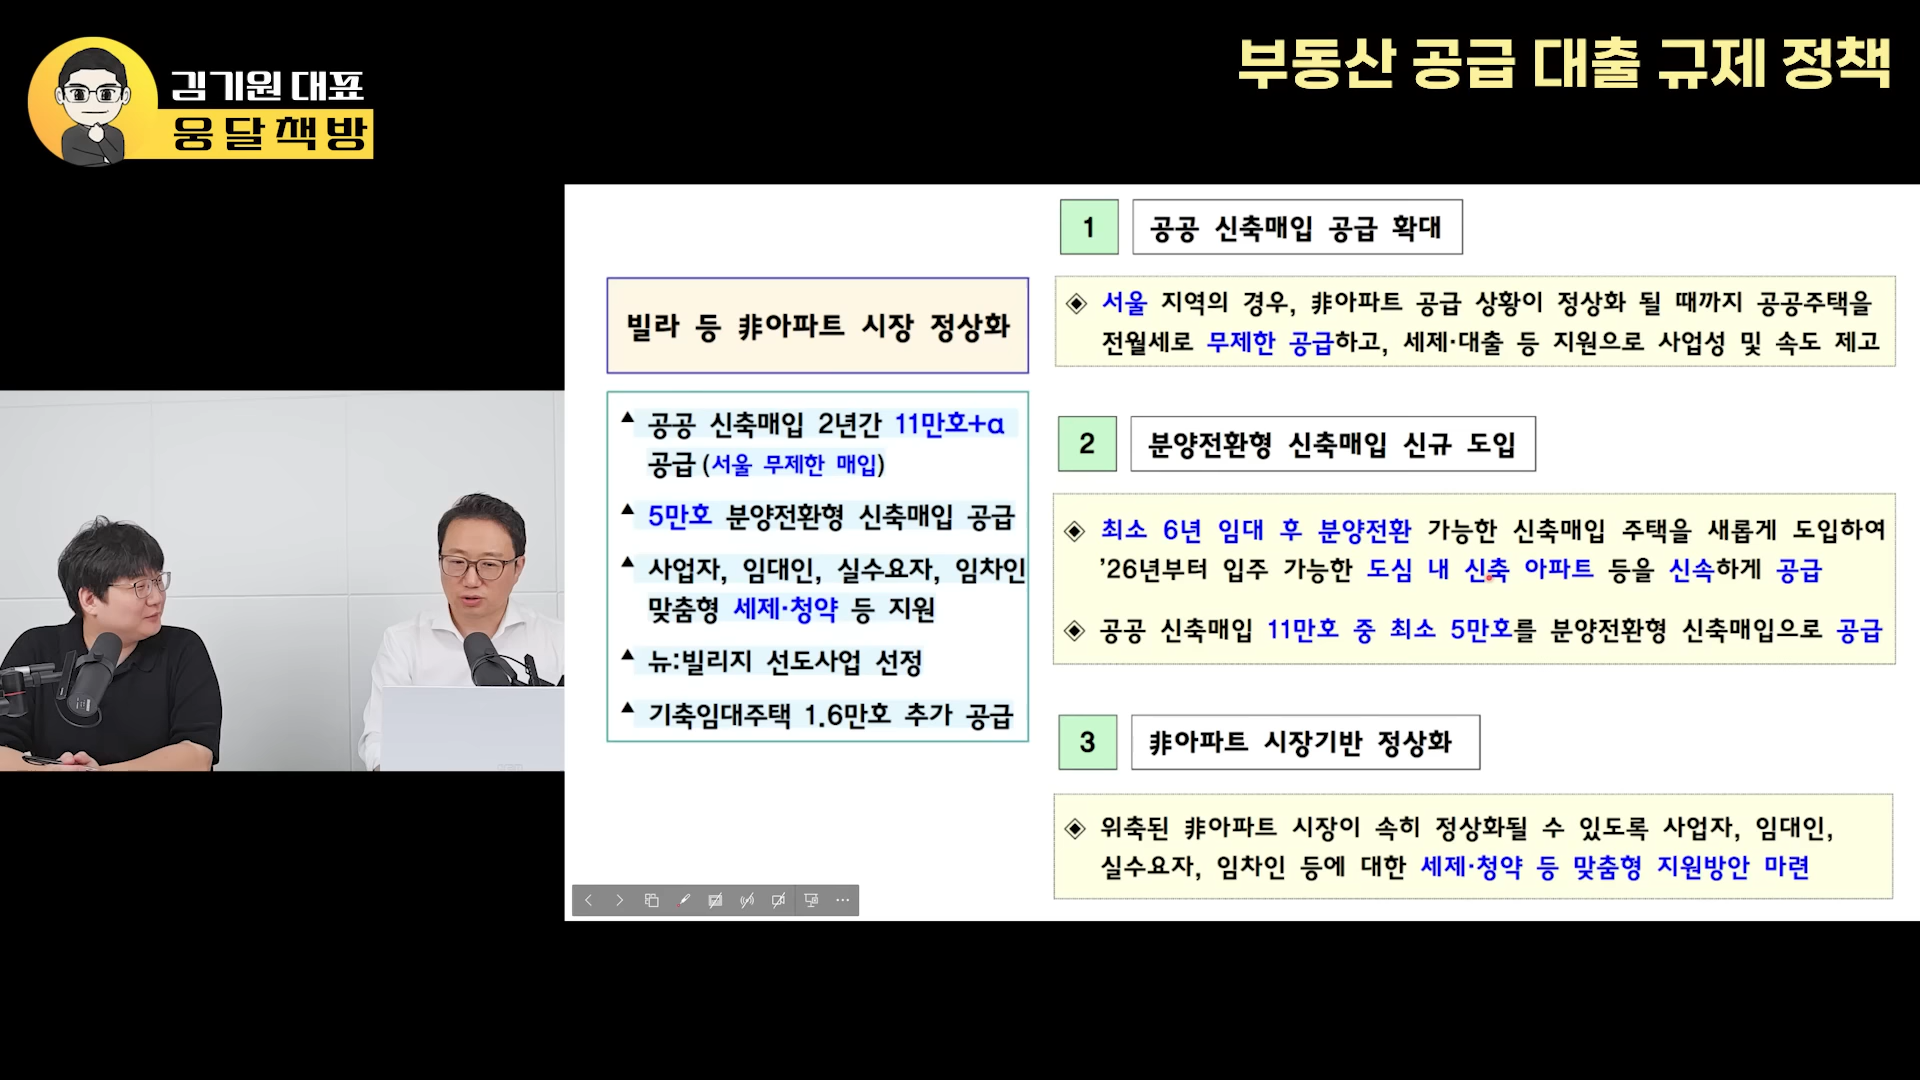 김기원 대표
웅달책방
부동산 공급 대출 규제 정책
빌라 등 非아파트 시장 정상화
▲ 공공 신축매입 2년간 11만호+α
공급 (서울 무제한 매입)
▲ 5만호 분양전환형 신축매입 공급
▲ 사업자, 임대인, 실수요자, 임차인
맞춤형 세제·청약 등 지원
▲ 뉴:빌리지 선도사업 선정
▲ 기축임대주택 1.6만호 추가 공급
1 공공 신축매입 공급 확대
◈ 서울 지역의 경우, 非아파트 공급 상황이 정상화 될 때까지 공공주택을
전월세로 무제한 공급하고, 세제·대출 등 지원으로 사업성 및 속도 제고
2 분양전환형 신축매입 신규 도입
◈ 최소 6년 임대 후 분양전환 가능한 신축매입 주택을 새롭게 도입하여
’26년부터 입주 가능한 도심 내 신축 아파트 등을 신속하게 공급
◈ 공공 신축매입 11만호 중 최소 5만호를 분양전환형 신축매입으로 공급
3 非아파트 시장기반 정상화
◈ 위축된 非아파트 시장이 속히 정상화될 수 있도록 사업자, 임대인,
실수요자, 임차인 등에 대한 세제·청약 등 맞춤형 지원방안 마련